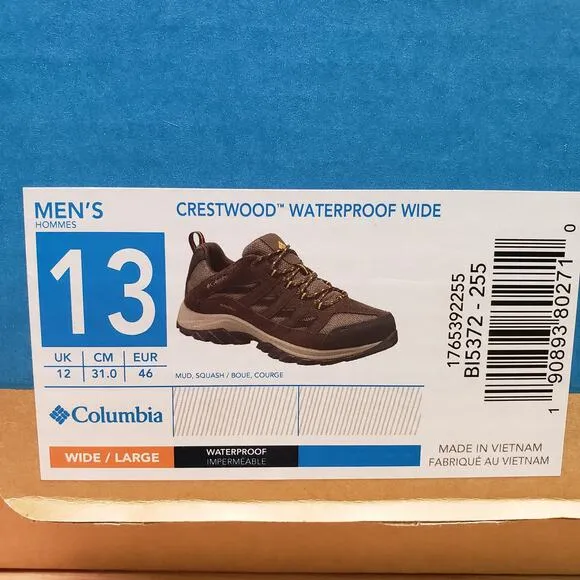 MEN'S
HOMMES
CRESTWOOD™ WATERPROOF WIDE
13
UK CM EUR
12 31.0 46
MUD, SQUASH / BOUE, COURGE
Columbia
WIDE / LARGE
WATERPROOF
IMPERMÉABLE
1765392255
BI5372 - 255
1 90893 80271 0
MADE IN VIETNAM
FABRIQUÉ AU VIETNAM